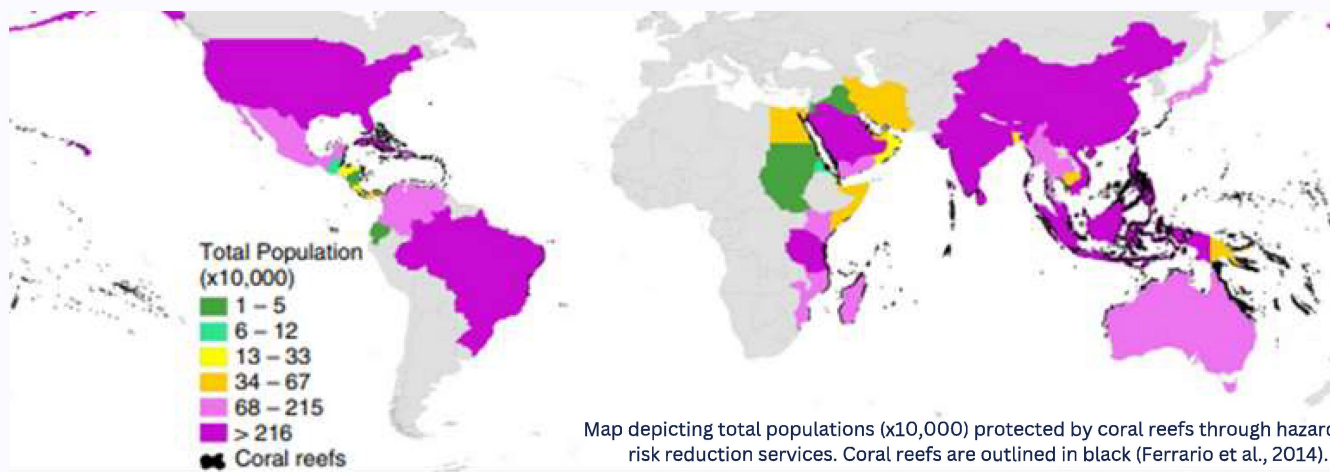 Total Population
(x10,000)
1 – 5
6 – 12
13 – 33
34 – 67
68 – 215
> 216
Coral reefs
Map depicting total populations (x10,000) protected by coral reefs through hazard
risk reduction services. Coral reefs are outlined in black (Ferrario et al., 2014).